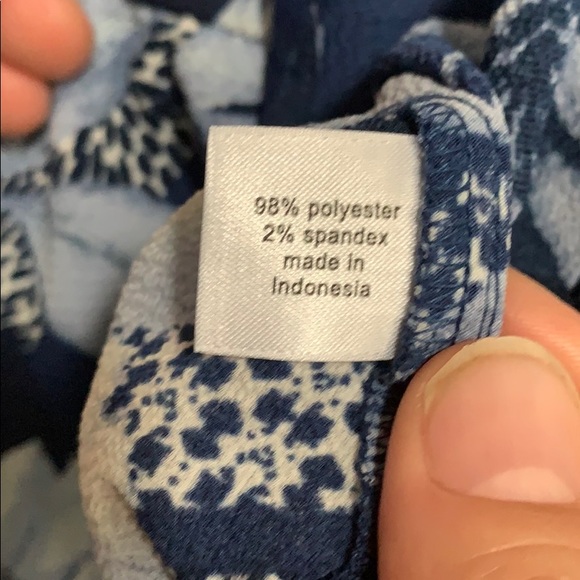 98% polyester
2% spandex
made in
Indonesia